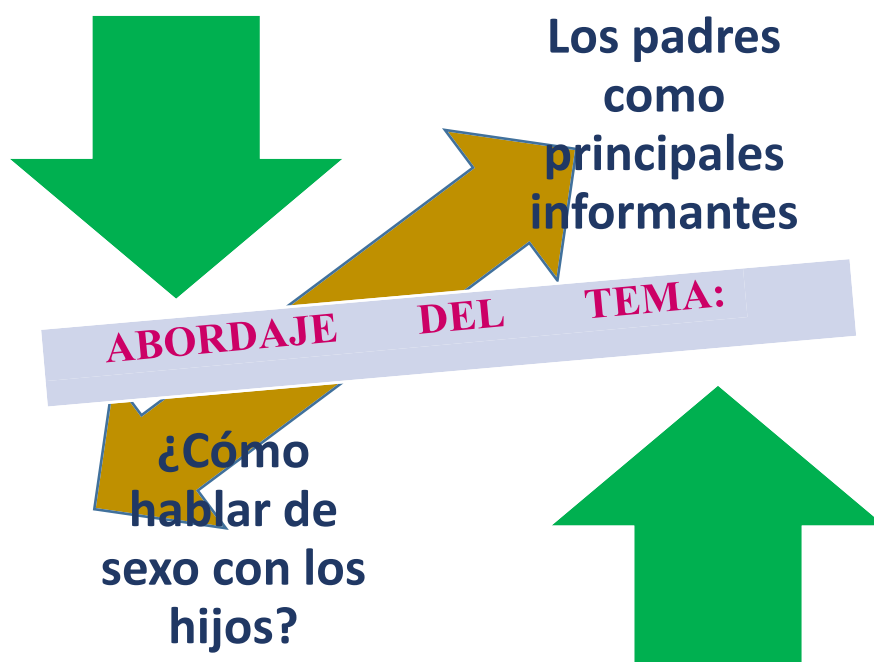 Los padres
como
principales
informantes
ABORDAJE DEL TEMA:
¿Cómo
hablar de
sexo con los
hijos?